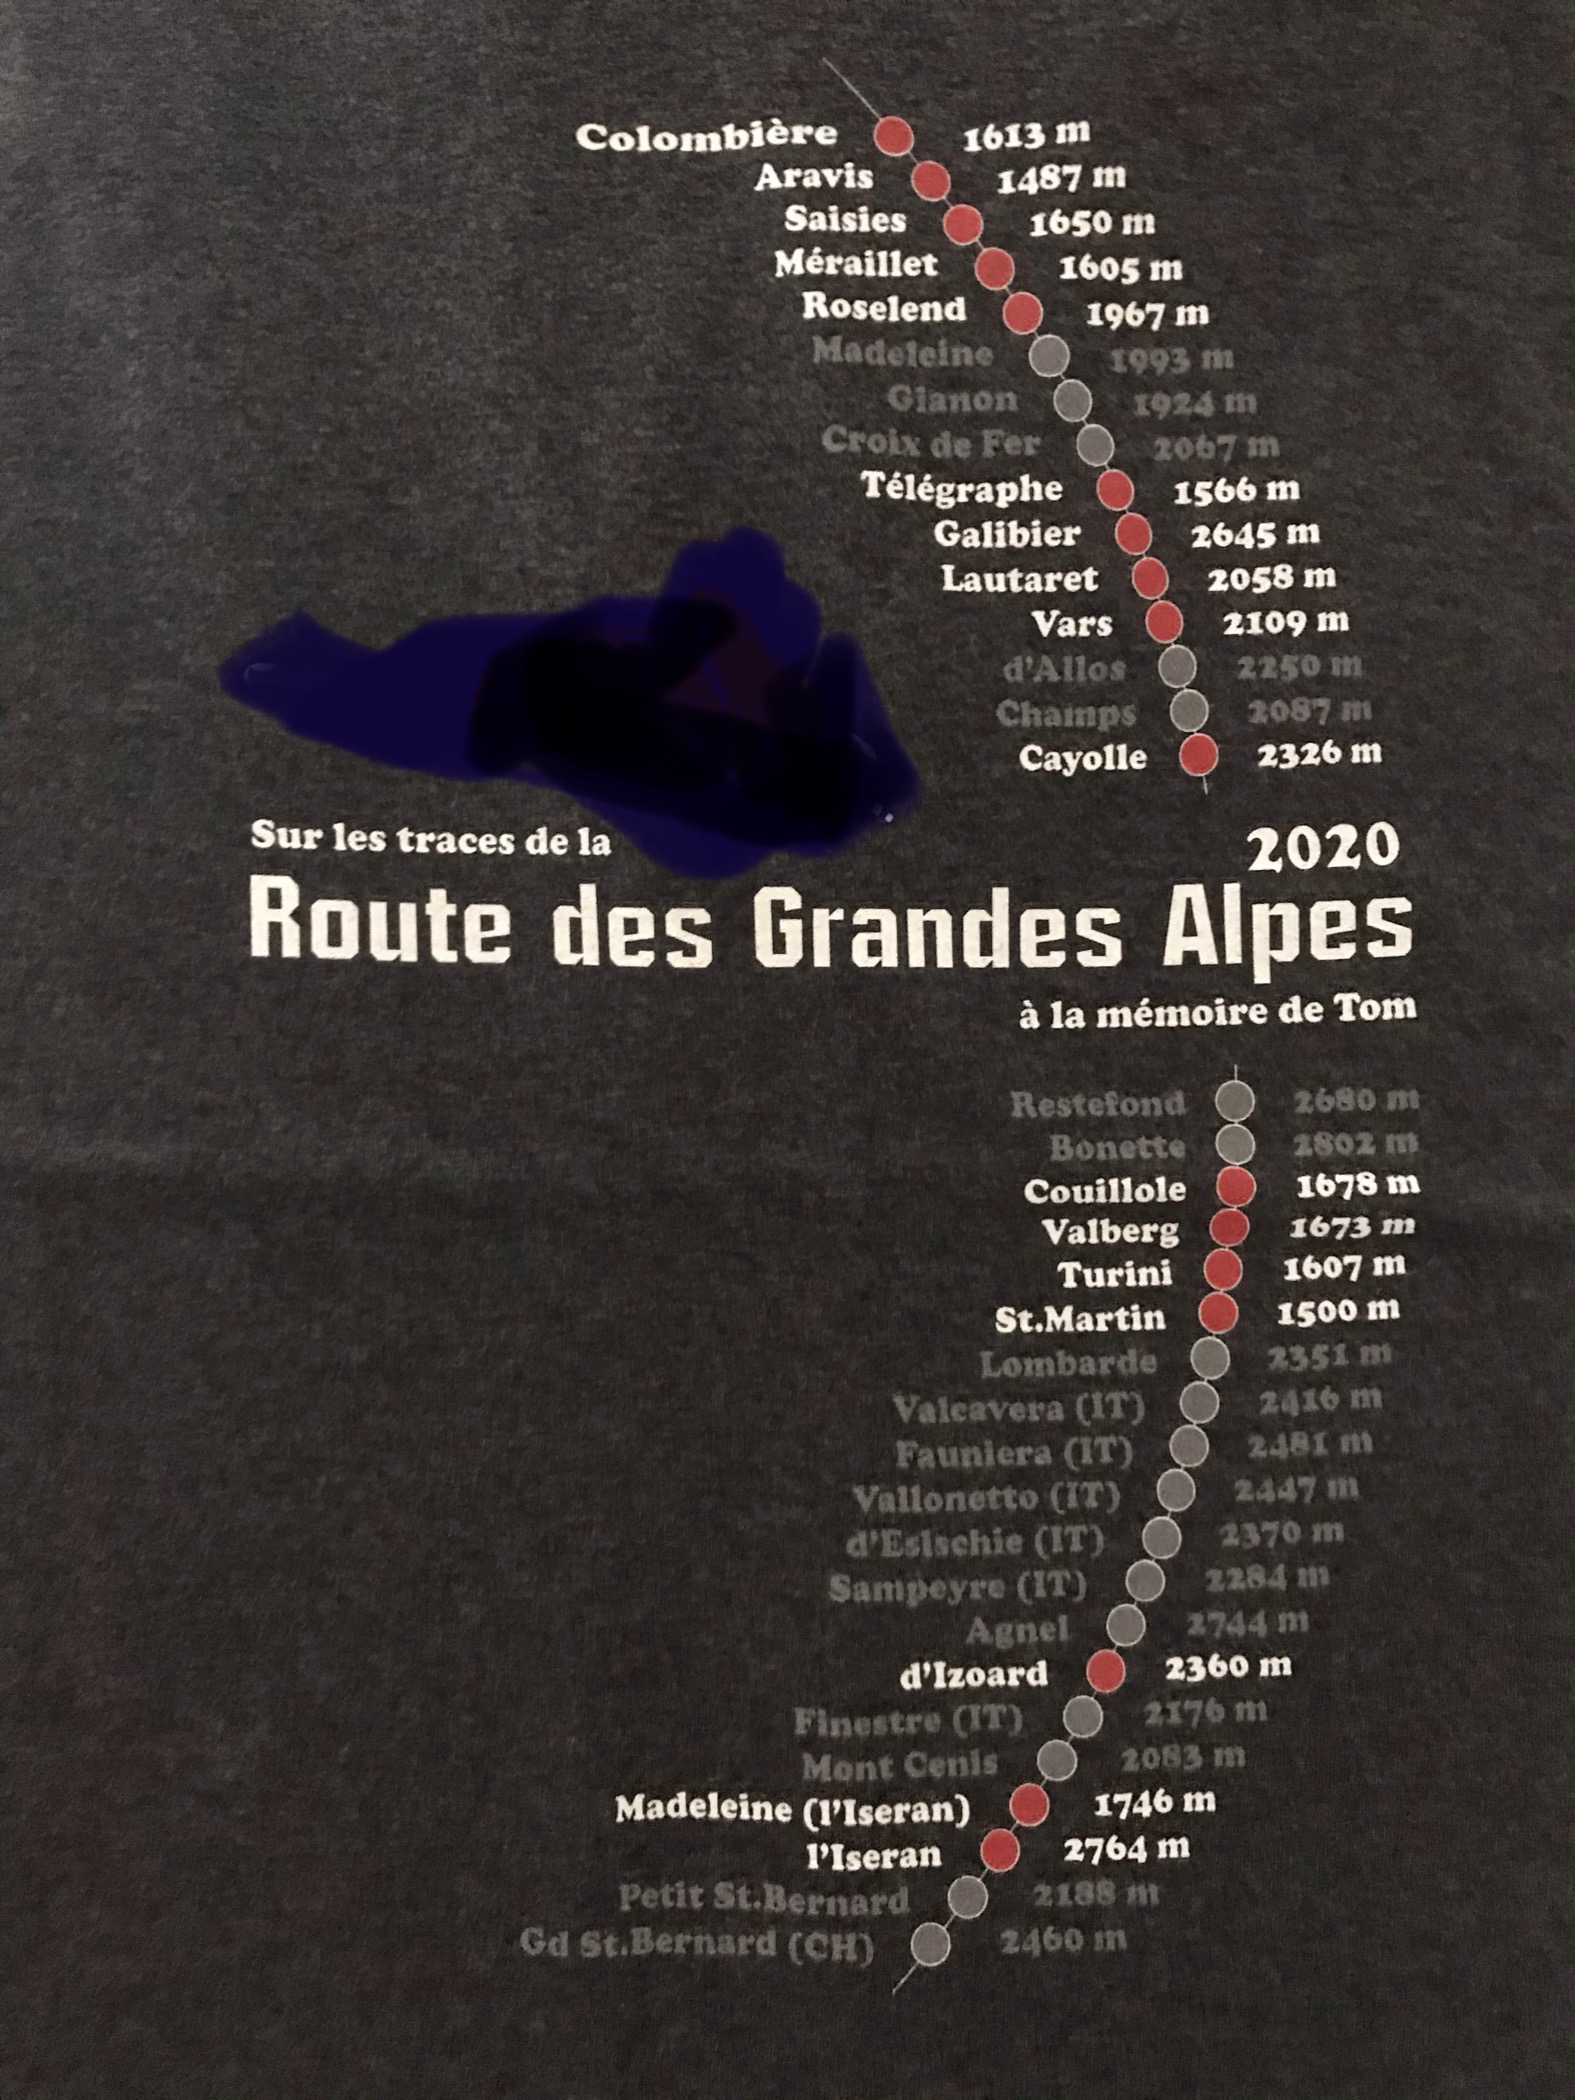 Colombière 1613 m
Aravis 1487 m
Saisies 1650 m
Méraillet 1605 m
Roselend 1967 m
Madeleine 1993 m
Glanon 1924 m
Croix de Fer 2067 m
Télégraphe 1566 m
Galibier 2645 m
Lautaret 2058 m
Vars 2109 m
d'Allos 2250 m
Champs 2087 m
Cayolle 2326 m
Sur les traces de la 2020
Route des Grandes Alpes
à la mémoire de Tom
Restefond 2680 m
Bonette 2802 m
Couillole 1678 m
Valberg 1673 m
Turini 1607 m
St.Martin 1500 m
Lombarde 2351 m
Valcavera (IT) 2416 m
Fauniera (IT) 2481 m
Vallonetto (IT) 2447 m
d'Eslschie (IT) 2370 m
Sampeyre (IT) 2284 m
Agnel 2744 m
d'Izoard 2360 m
Finestre (IT) 2176 m
Mont Cenis 2083 m
Madeleine (l'Iseran) 1746 m
l'Iseran 2764 m
Petit St.Bernard 2188 m
Gd St.Bernard (CH) 2460 m